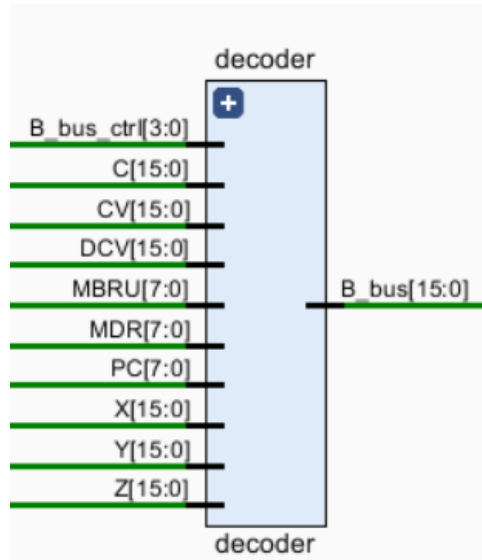 decoder
B_bus_ctrl[3:0]
C[15:0]
CV[15:0]
DCV[15:0]
MBRU[7:0]
B_bus[15:0]
MDR[7:0]
PC[7:0]
X[15:0]
Y[15:0]
Z[15:0]
decoder